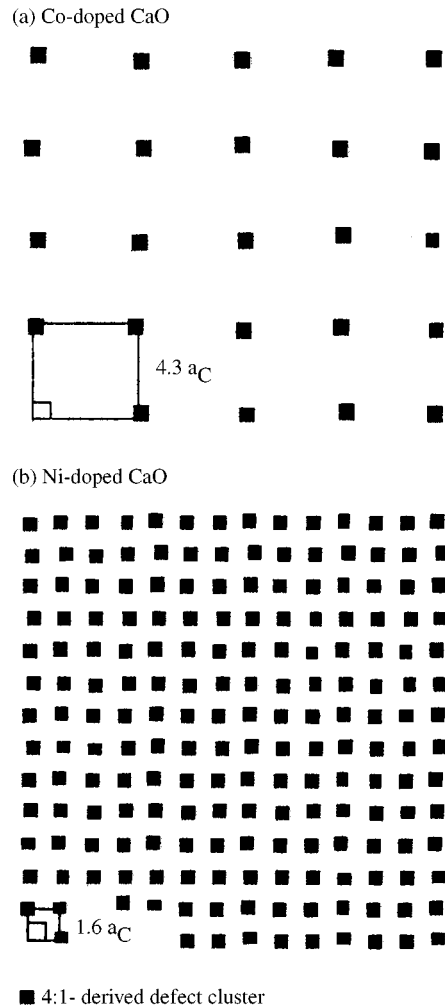 (a) Co-doped CaO
4.3 aC
(b) Ni-doped CaO
1.6 aC
4:1- derived defect cluster